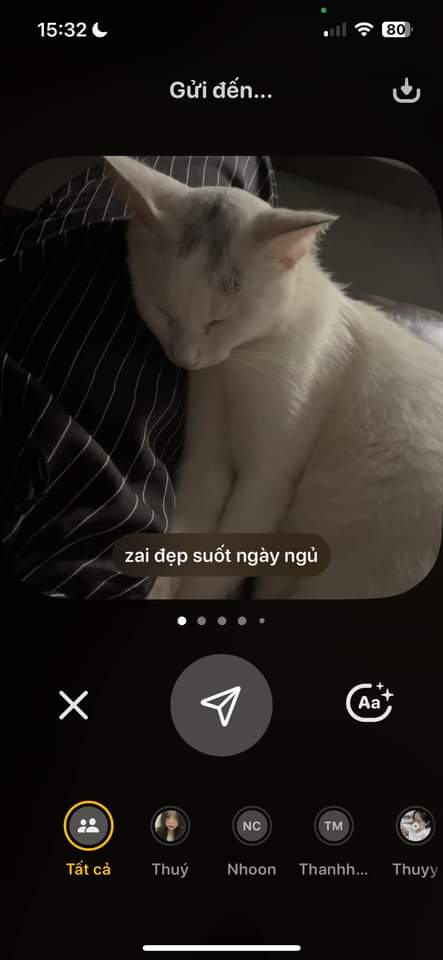 15:32
80
Gửi đến...
zai đẹp suốt ngày ngủ
Aa
NC
TM
Tất cả
Thuý
Nhoon
Thanhh...
Thuyy